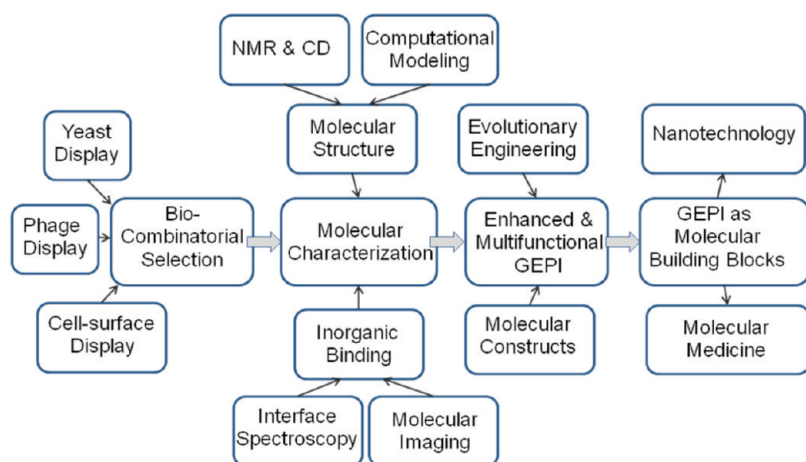 NMR & CD
Computational
Modeling
Yeast
Display
Molecular
Structure
Evolutionary
Engineering
Nanotechnology
Phage
Display
Bio-
Combinatorial
Selection
Molecular
Characterization
Enhanced &
Multifunctional
GEPI
GEPI as
Molecular
Building Blocks
Cell-surface
Display
Inorganic
Binding
Molecular
Constructs
Molecular
Medicine
Interface
Spectroscopy
Molecular
Imaging